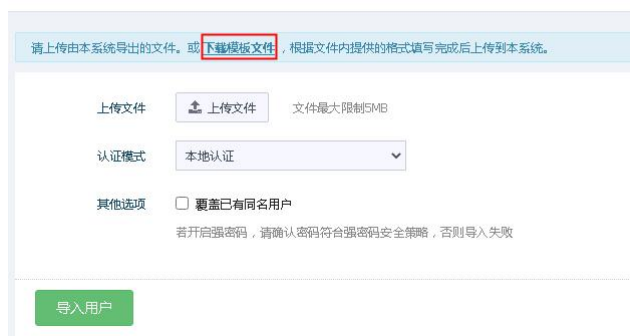 请上传由本系统导出的文件。或下载模板文件，根据文件内提供的格式填写完成后上传到本系统。
上传文件 上传文件 文件最大限制5MB
认证模式 本地认证
其他选项 覆盖已有同名用户
若开启强密码，请确认密码符合强密码安全策略，否则导入失败
导入用户